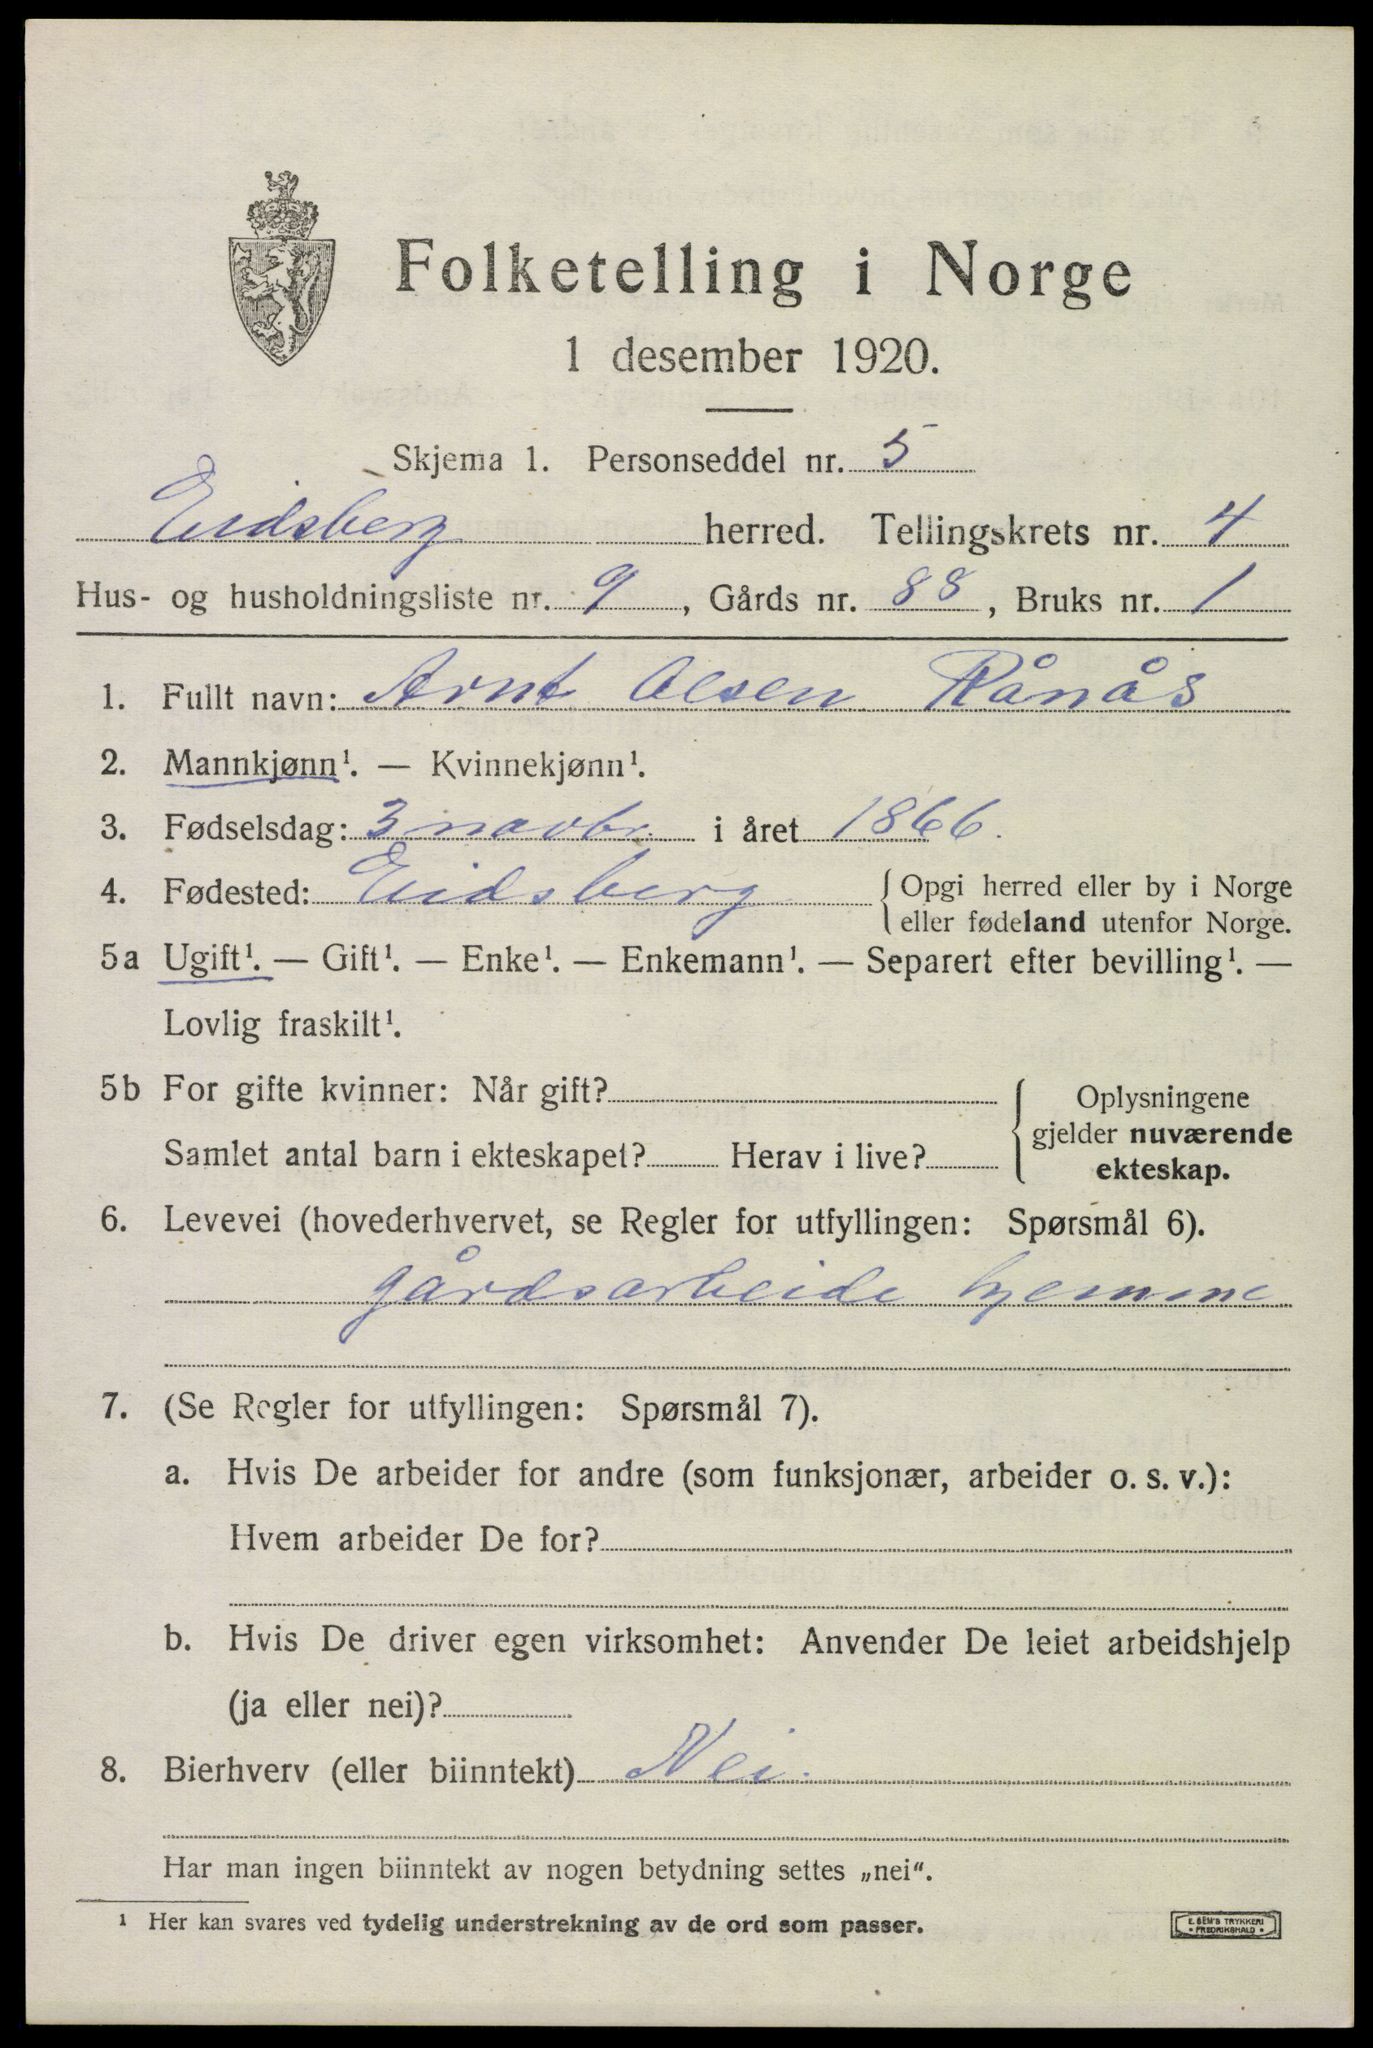 Folketelling i Norge
1 desember 1920.
Skjema 1. Personseddel nr. 5
Eidsberg herred. Tellingskrets nr. 4
Hus- og husholdningsliste nr. 9, Gårds nr. 88, Bruks nr. 1
1. Fullt navn: Arnt Olsen Rånås
2. Mannkjønn¹. — Kvinnekjønn¹.
3. Fødselsdag: 3 novbr. i året 1866.
4. Fødested: Eidsberg { Opgi herred eller by i Norge
eller fødeland utenfor Norge.
5a Ugift¹. — Gift¹. — Enke¹. — Enkemann¹. — Separert efter bevilling¹. —
Lovlig fraskilt¹.
5b For gifte kvinner: Når gift? { Oplysningene
gjelder nuværende
Samlet antal barn i ekteskapet? Herav i live? ekteskap.
6. Levevei (hovederhvervet, se Regler for utfyllingen: Spørsmål 6).
gårdsarbeide hjemme
7. (Se Regler for utfyllingen: Spørsmål 7).
a. Hvis De arbeider for andre (som funksjonær, arbeider o. s. v.):
Hvem arbeider De for?
b. Hvis De driver egen virksomhet: Anvender De leiet arbeidshjelp
(ja eller nei)?
8. Bierhverv (eller biinntekt) Nei.
Har man ingen biinntekt av nogen betydning settes „nei“.
¹ Her kan svares ved tydelig understrekning av de ord som passer.
E. SEM'S TRYKKERI
• FREDRIKSHALD •